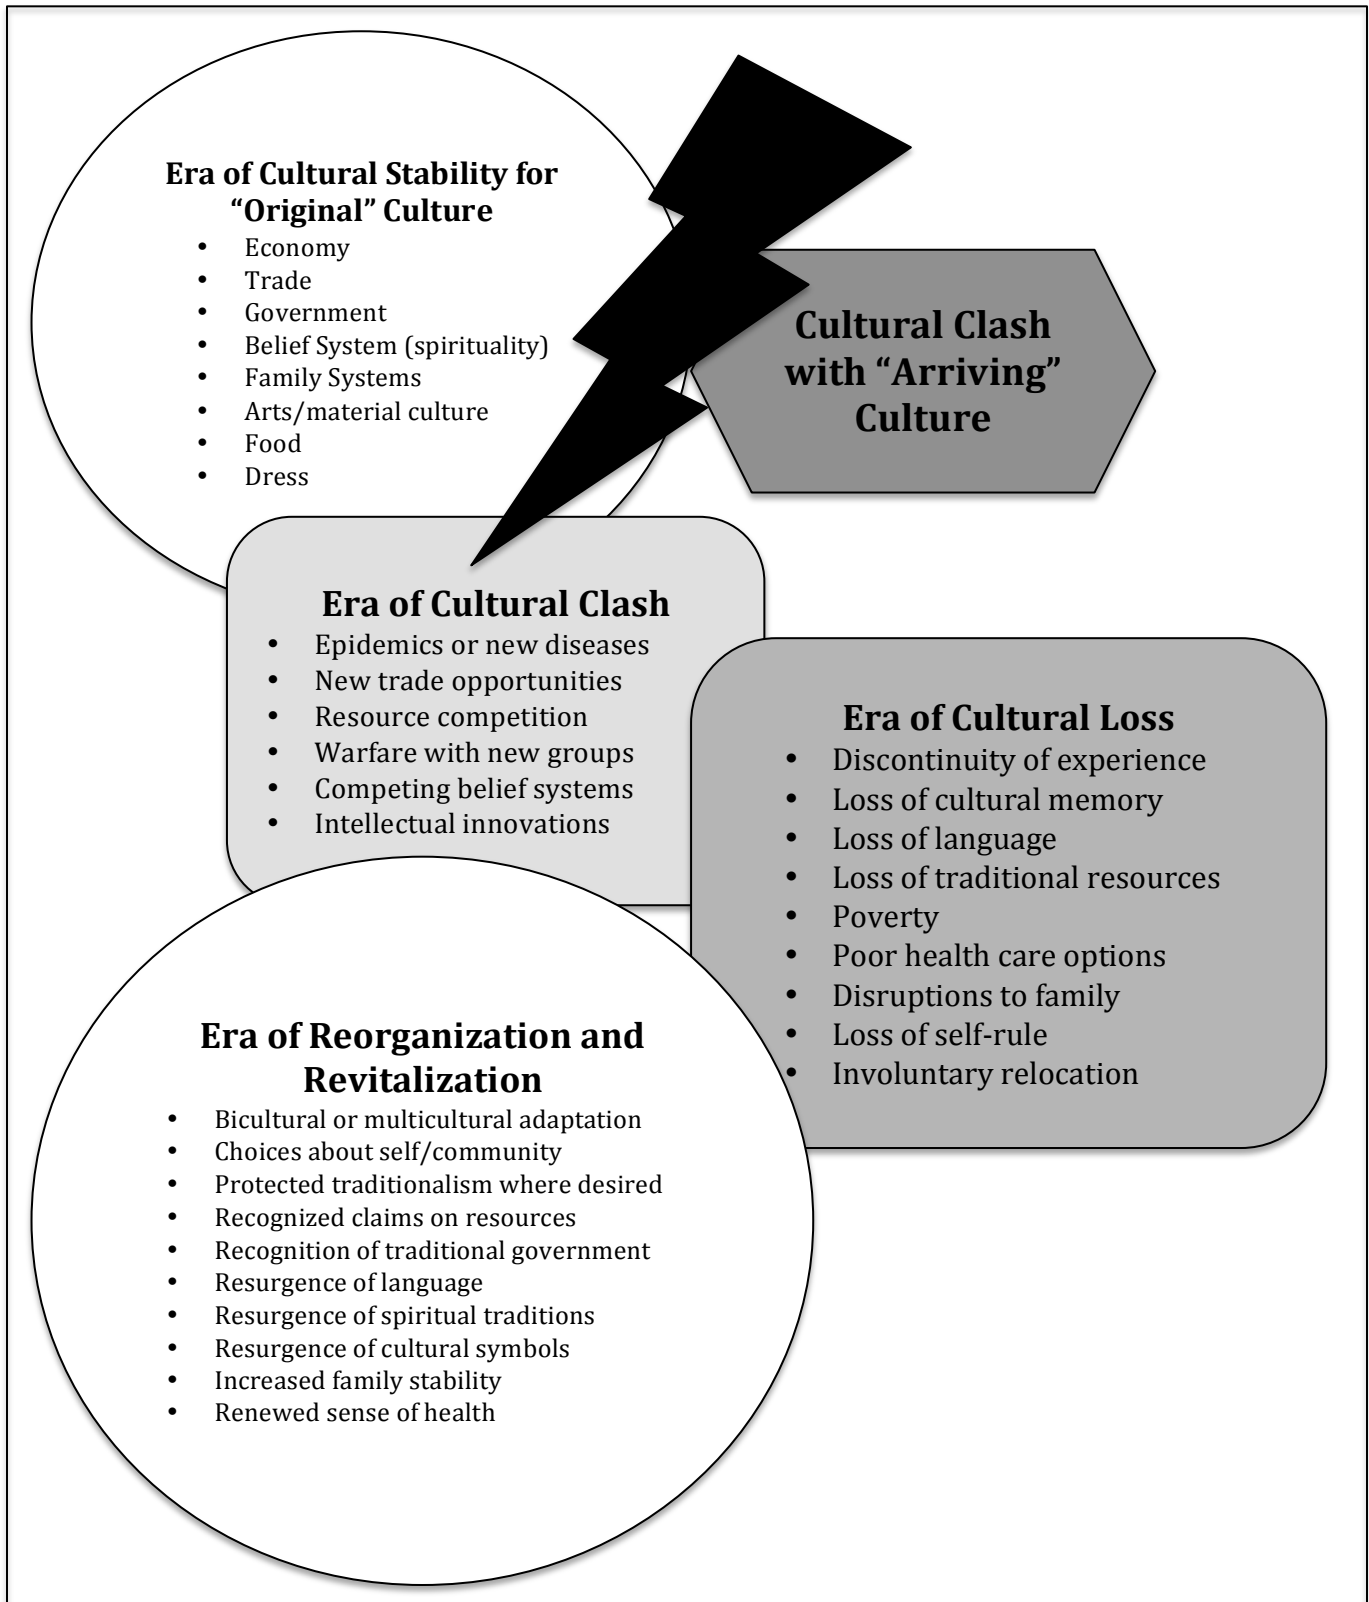 Era of Cultural Stability for
“Original” Culture
• Economy
• Trade
• Government
• Belief System (spirituality)
• Family Systems
• Arts/material culture
• Food
• Dress
Cultural Clash
with “Arriving”
Culture
Era of Cultural Clash
• Epidemics or new diseases
• New trade opportunities
• Resource competition
• Warfare with new groups
• Competing belief systems
• Intellectual innovations
Era of Cultural Loss
• Discontinuity of experience
• Loss of cultural memory
• Loss of language
• Loss of traditional resources
• Poverty
• Poor health care options
• Disruptions to family
• Loss of self-rule
• Involuntary relocation
Era of Reorganization and
Revitalization
• Bicultural or multicultural adaptation
• Choices about self/community
• Protected traditionalism where desired
• Recognized claims on resources
• Recognition of traditional government
• Resurgence of language
• Resurgence of spiritual traditions
• Resurgence of cultural symbols
• Increased family stability
• Renewed sense of health